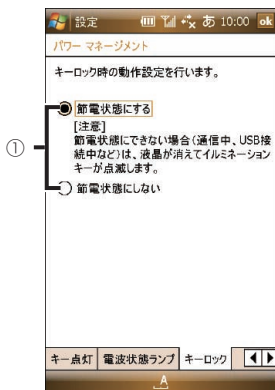 設定 あ 10:00 ok
パワー マネージメント
キーロック時の動作設定を行います。
節電状態にする
[注意]
節電状態にできない場合(通信中、USB接
続中など)は、液晶が消えてイルミネーション
キーが点滅します。
①
節電状態にしない
キー点灯 電波状態ランプ キーロック
A